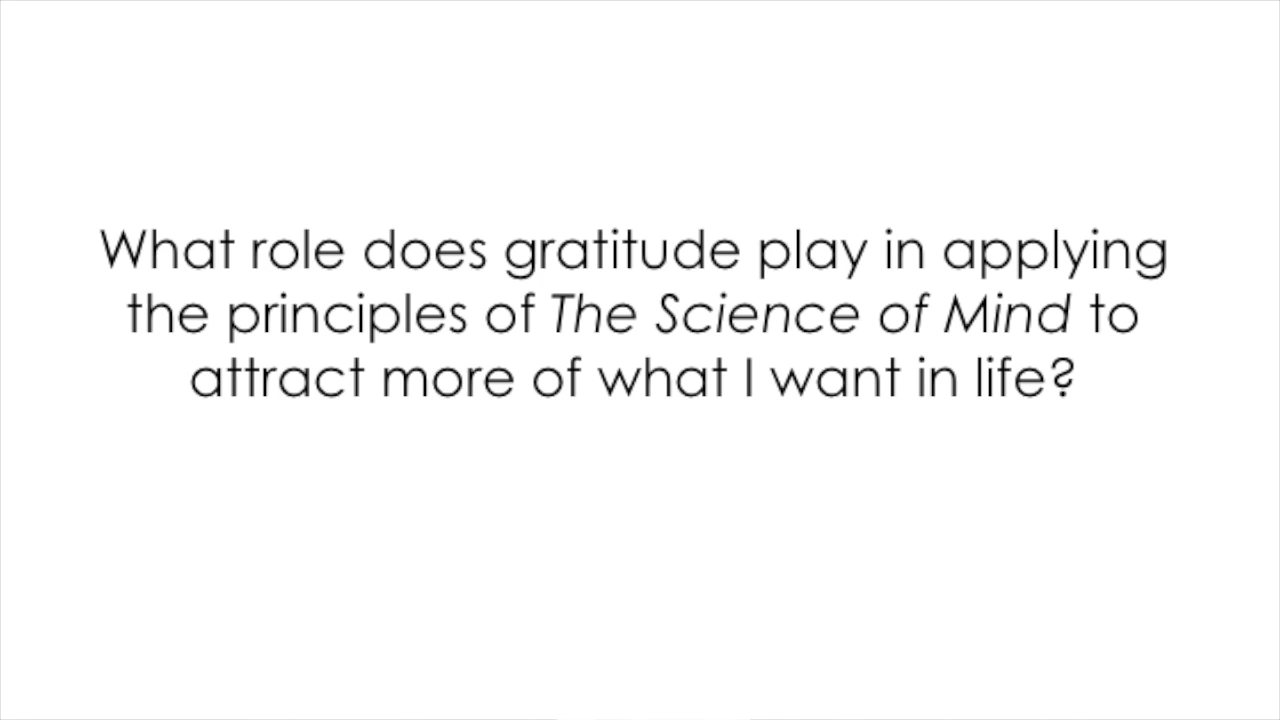 What role does gratitude play in applying
the principles of The Science of Mind to
attract more of what I want in life?